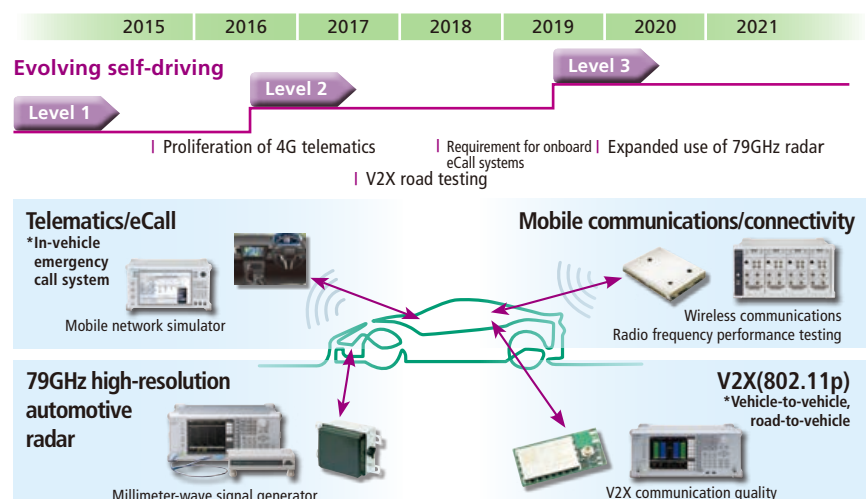 2015 2016 2017 2018 2019 2020 2021
Evolving self-driving
Level 1
Level 2
Level 3
Proliferation of 4G telematics
Requirement for onboard
eCall systems
Expanded use of 79GHz radar
V2X road testing
Telematics/eCall
*In-vehicle
emergency
call system
Mobile network simulator
Mobile communications/connectivity
Wireless communications
Radio frequency performance testing
79GHz high-resolution
automotive
radar
Millimeter-wave signal generator
V2X(802.11p)
*Vehicle-to-vehicle,
road-to-vehicle
V2X communication quality